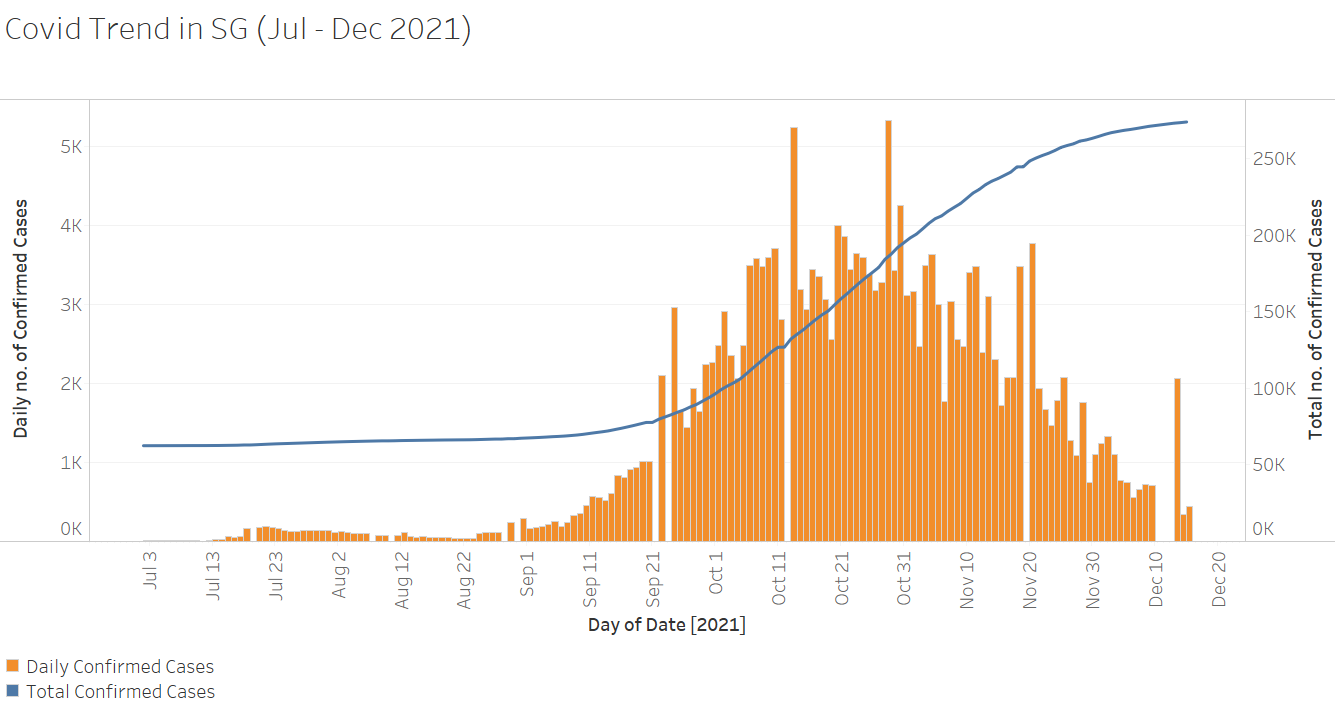 Covid Trend in SG (Jul - Dec 2021)
Daily no. of Confirmed Cases
5K
4K
3K
2K
1K
0K
250K
200K
150K
100K
50K
0K
Total no. of Confirmed Cases
Jul 3
Jul 13
Jul 23
Aug 2
Aug 12
Aug 22
Sep 1
Sep 11
Sep 21
Oct 1
Oct 11
Oct 21
Oct 31
Nov 10
Nov 20
Nov 30
Dec 10
Dec 20
Day of Date [2021]
Daily Confirmed Cases
Total Confirmed Cases